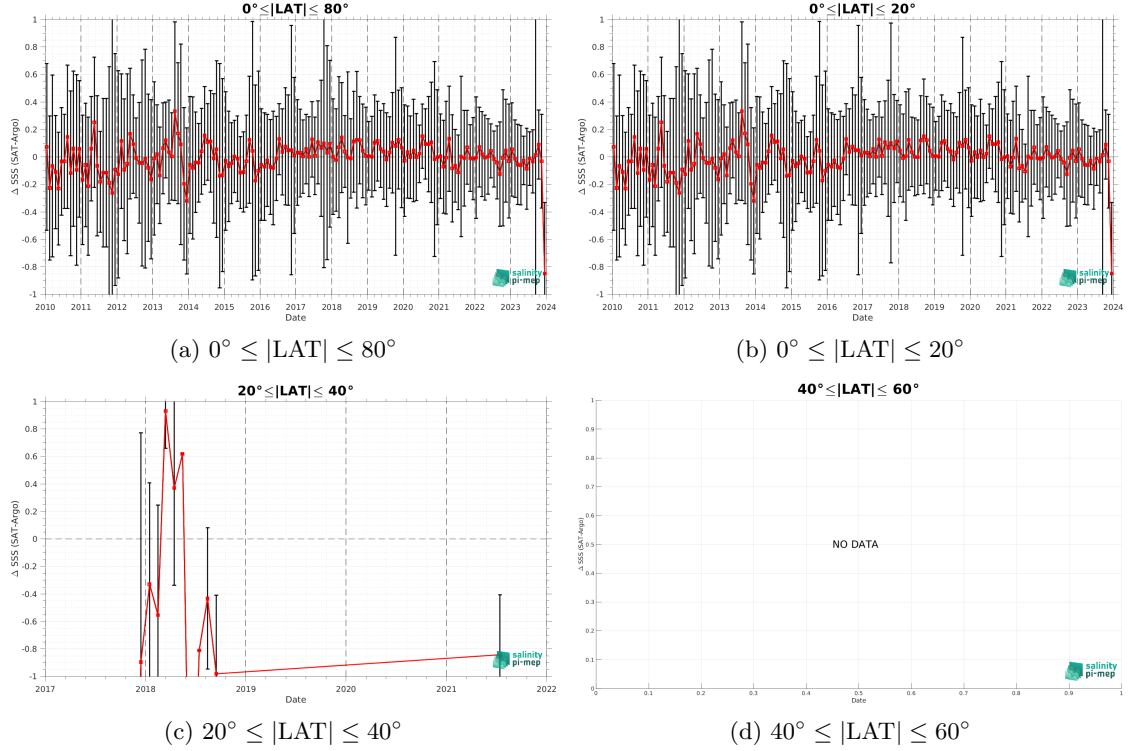 0°≤|LAT|≤ 80°
Δ SSS (SAT-Argo)
1
0.8
0.6
0.4
0.2
0
-0.2
-0.4
-0.6
-0.8
-1
2010 2011 2012 2013 2014 2015 2016 2017 2018 2019 2020 2021 2022 2023 2024
Date
salinity
pi-mep
(a) 0° ≤ |LAT| ≤ 80°
0°≤|LAT|≤ 20°
Δ SSS (SAT-Argo)
1
0.8
0.6
0.4
0.2
0
-0.2
-0.4
-0.6
-0.8
-1
2010 2011 2012 2013 2014 2015 2016 2017 2018 2019 2020 2021 2022 2023 2024
Date
salinity
pi-mep
(b) 0° ≤ |LAT| ≤ 20°
20°≤|LAT|≤ 40°
Δ SSS (SAT-Argo)
1
0.8
0.6
0.4
0.2
0
-0.2
-0.4
-0.6
-0.8
-1
2017 2018 2019 2020 2021 2022
Date
salinity
pi-mep
(c) 20° ≤ |LAT| ≤ 40°
40°≤|LAT|≤ 60°
Δ SSS (SAT-Argo)
1
0.9
0.8
0.7
0.6
0.5
0.4
0.3
0.2
0.1
0
NO DATA
0 0.1 0.2 0.3 0.4 0.5 0.6 0.7 0.8 0.9 1
Date
salinity
pi-mep
(d) 40° ≤ |LAT| ≤ 60°